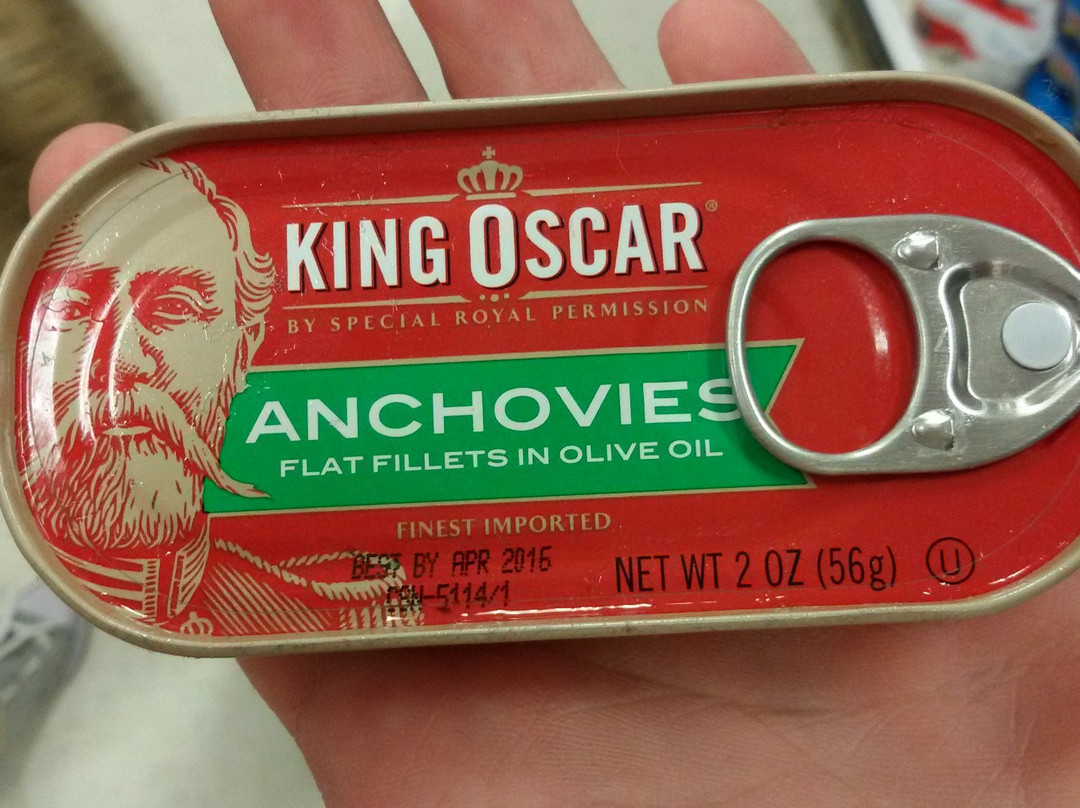 KING OSCAR®
BY SPECIAL ROYAL PERMISSION
ANCHOVIES
FLAT FILLETS IN OLIVE OIL
FINEST IMPORTED
BEST BY APR 2016
NET WT 2 OZ (56g) U